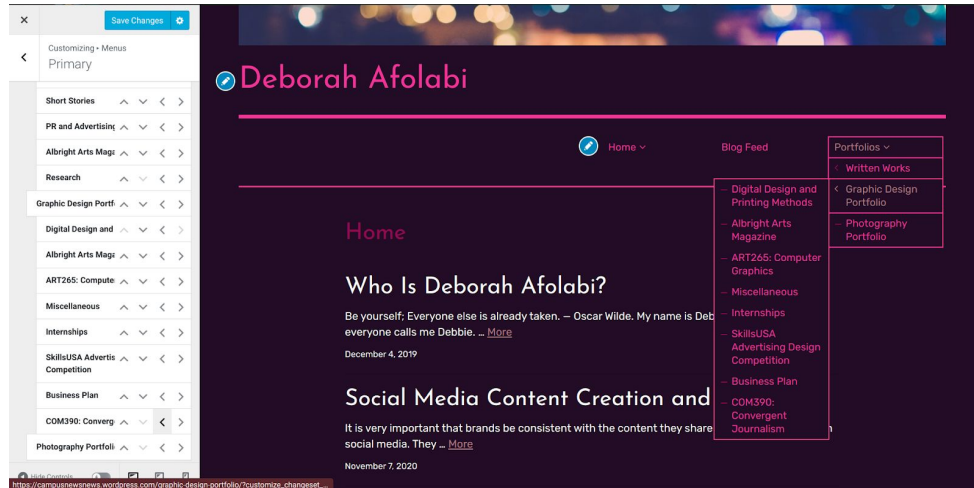 Save Changes
Customizing • Menus
Primary
Short Stories
PR and Advertising
Albright Arts Maga
Research
Graphic Design Portf
Digital Design and
Albright Arts Maga
ART265: Compute
Miscellaneous
Internships
SkillsUSA Advertis
Competition
Business Plan
COM390: Converg
Photography Portfoli
Hide Controls
https://campusnewsnews.wordpress.com/graphic-design-portfolio/?customize_changeset_...
Deborah Afolabi
Home
Blog Feed
Portfolios
Written Works
Graphic Design
Portfolio
Photography
Portfolio
– Digital Design and
Printing Methods
– Albright Arts
Magazine
– ART265: Computer
Graphics
– Miscellaneous
– Internships
– SkillsUSA
Advertising Design
Competition
– Business Plan
– COM390:
Convergent
Journalism
Home
Who Is Deborah Afolabi?
Be yourself; Everyone else is already taken. — Oscar Wilde. My name is Deb
everyone calls me Debbie. … More
December 4, 2019
Social Media Content Creation and
It is very important that brands be consistent with the content they share
social media. They … More
November 7, 2020